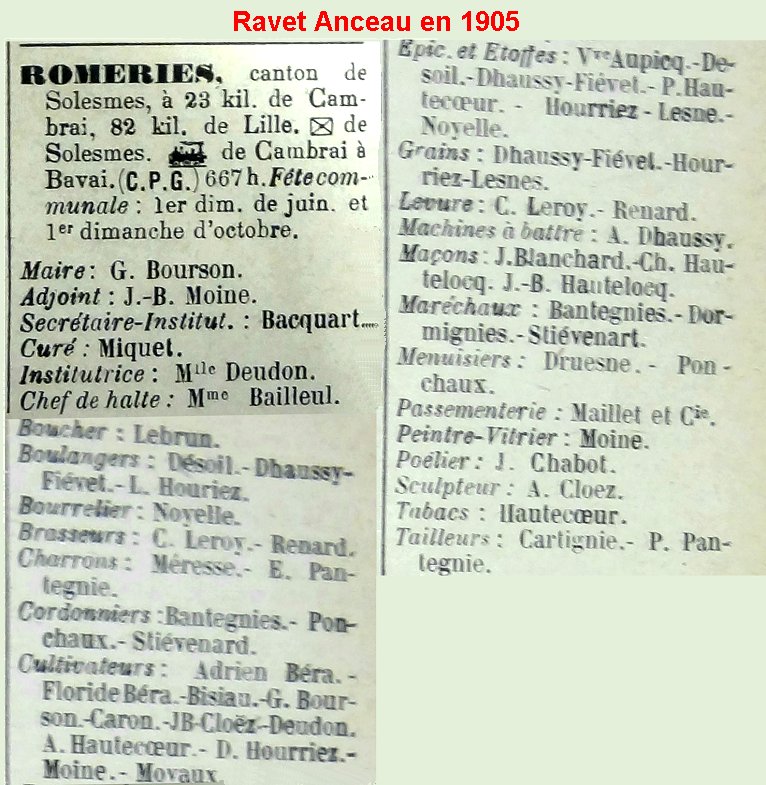 Ravet Anceau en 1905
ROMERIES, canton de
Solesmes, à 23 kil. de Cam-
brai, 82 kil. de Lille. de
Solesmes. de Cambrai à
Bavai. (C.P.G.) 667 h. Fête com-
munale : 1er dim. de juin. et
1er dimanche d'octobre.
Maire : G. Bourson.
Adjoint : J.-B. Moine.
Secrétaire-Institut. : Bacquart....
Curé : Miquet.
Institutrice : Mlle Deudon.
Chef de halte : Mme Bailleul.
Boucher : Lebrun.
Boulangers : Désoil.- Dhaussy-
Fiévet.- L. Houriez.
Bourrelier : Noyelle.
Brasseurs : C. Leroy.- Renard.
Charrons : Méresse.- E. Pan-
tegnie.
Cordonniers : Bantegnies.- Pon-
chaux.- Stiévenard.
Cultivateurs : Adrien Béra.-
Floride Béra.-Bisiau.-G. Bour-
son.-Caron.-JB-Cloëz-Deudon.
A. Hautecœur.- D. Hourriez.-
Moine.- Movaux.
Epic. et Etoffes : Vve Aupicq.-De-
soil.-Dhaussy-Fiévet.- P. Hau-
tecœur. - Hourriez-Lesne.-
Noyelle.
Grains : Dhaussy-Fiévet.-Hour-
riez-Lesnes.
Levure : C. Leroy.- Renard.
Machines à battre : A. Dhaussy.
Maçons : J. Blanchard.-Ch. Hau-
telocq. J.-B. Hautelocq.
Maréchaux : Bantegnies.- Dor-
mignies.- Stiévenart.
Menuisiers : Druesne.- Pon-
chaux.
Passementerie : Maillet et Cie.
Peintre-Vitrier : Moine.
Poêlier : J. Chabot.
Sculpteur : A. Cloez.
Tabacs : Hautecœur.
Tailleurs : Cartignie.- P. Pan-
tegnie.